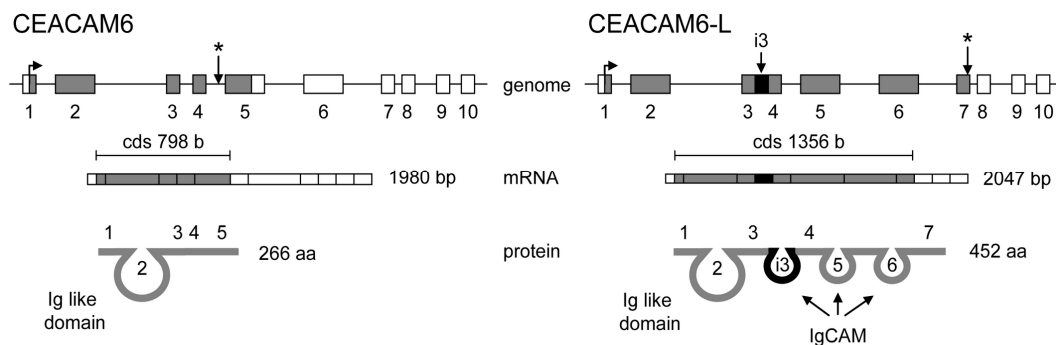 CEACAM6
CEACAM6-L
*
i3
*
genome
1 2 3 4 5 6 7 8 9 10
1 2 3 4 5 6 7 8 9 10
cds 798 b
cds 1356 b
1980 bp
mRNA
2047 bp
1 3 4 5
1 3 4 7
266 aa
protein
452 aa
2
2 i3 5 6
Ig like
domain
Ig like
domain
IgCAM